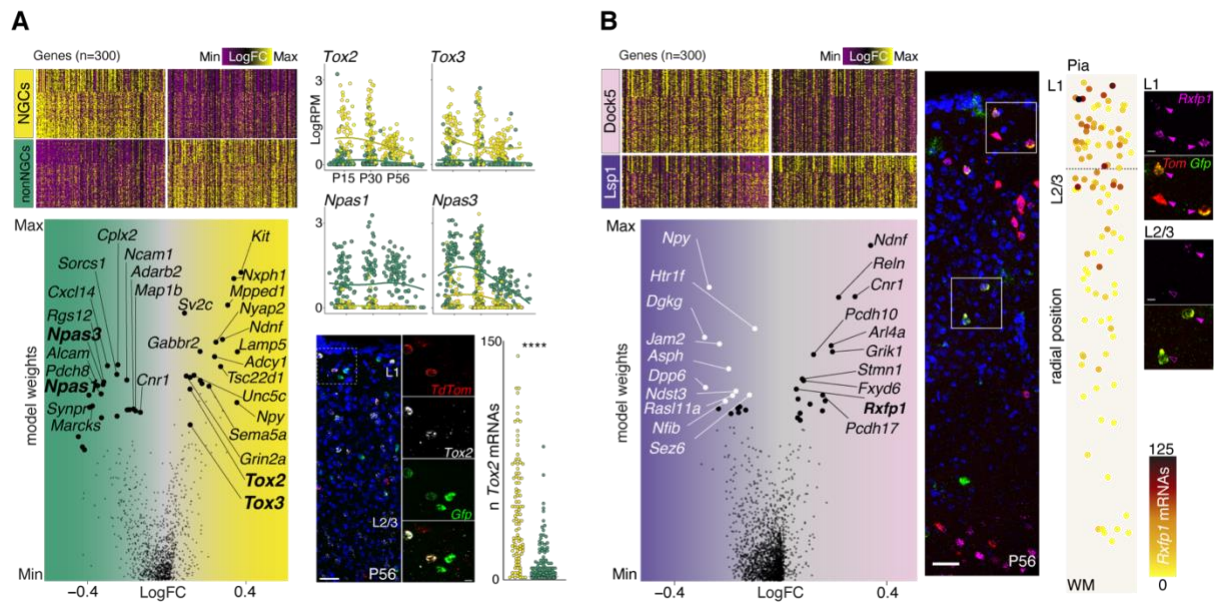 A
Genes (n=300)
Min LogFC Max
NGCs
nonNGCs
Tox2
Tox3
3
LogRPM
0
0
P15 P30 P56
Npas1
Npas3
3
0
0
Max
model weights
Min
Cplx2
Ncam1
Adarb2
Map1b
Sorcs1
Cxcl14
Rgs12
Npas3
Alcam
Pdch8
Npas1
Synpr
Marcks
Cnr1
Gabbr2
Sv2c
Kit
Nxph1
Mpped1
Nyap2
Ndnf
Lamp5
Adcy1
Tsc22d1
Unc5c
Npy
Sema5a
Grin2a
Tox2
Tox3
−0.4
LogFC
0.4
L1
L2/3
P56
TdTom
Tox2
Gfp
150
n Tox2 mRNAs
0
****
B
Genes (n=300)
Min LogFC Max
Dock5
Lsp1
Max
model weights
Min
Npy
Htr1f
Dgkg
Jam2
Asph
Dpp6
Ndst3
Rasl11a
Nfib
Sez6
Ndnf
Reln
Cnr1
Pcdh10
Arl4a
Grik1
Stmn1
Fxyd6
Rxfp1
Pcdh17
−0.4
LogFC
0.4
P56
Pia
L1
L2/3
radial position
WM
L1
Rxfp1
Tom Gfp
L2/3
125
Rxfp1 mRNAs
0